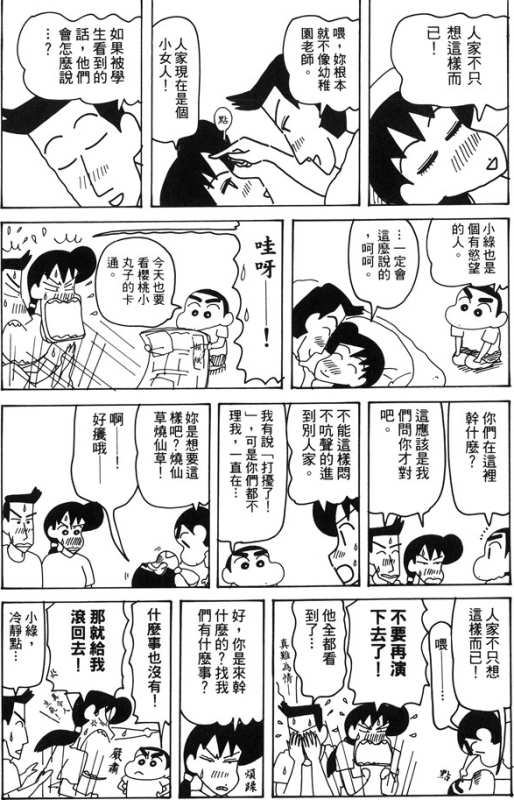 人家不只
想這樣而
已！
喂，妳根本
就不像幼稚
園老師。
點
人家現在是個
小女人！
如果被學
生看到的
話，他們
會怎麼說
…？
小綠也是
個有慾望
的人。
…一定會
這麼說的
，呵呵。
哇呀——！
今天也要
看櫻桃小
丸子的卡
通。
你們在這裡
幹什麼？
這應該是我
們問你才對
吧。
不能這樣悶
不吭聲的進
到別人家。
我有說「打擾了！
」，可是你們都不
理我，一直在…
妳是想要這
樣吧？燒仙
草燒仙草！
啊——！
好癢哦——！
人家不只想
這樣而已！
喂……
點
不要再演
下去了！
他全都看
到了…
真難為情——
好，你是來幹
什麼的？找我
們有什麼事？
煩躁
什麼事也沒有！
嚴肅
那就給我
滾回去！
小綠，
冷靜點…